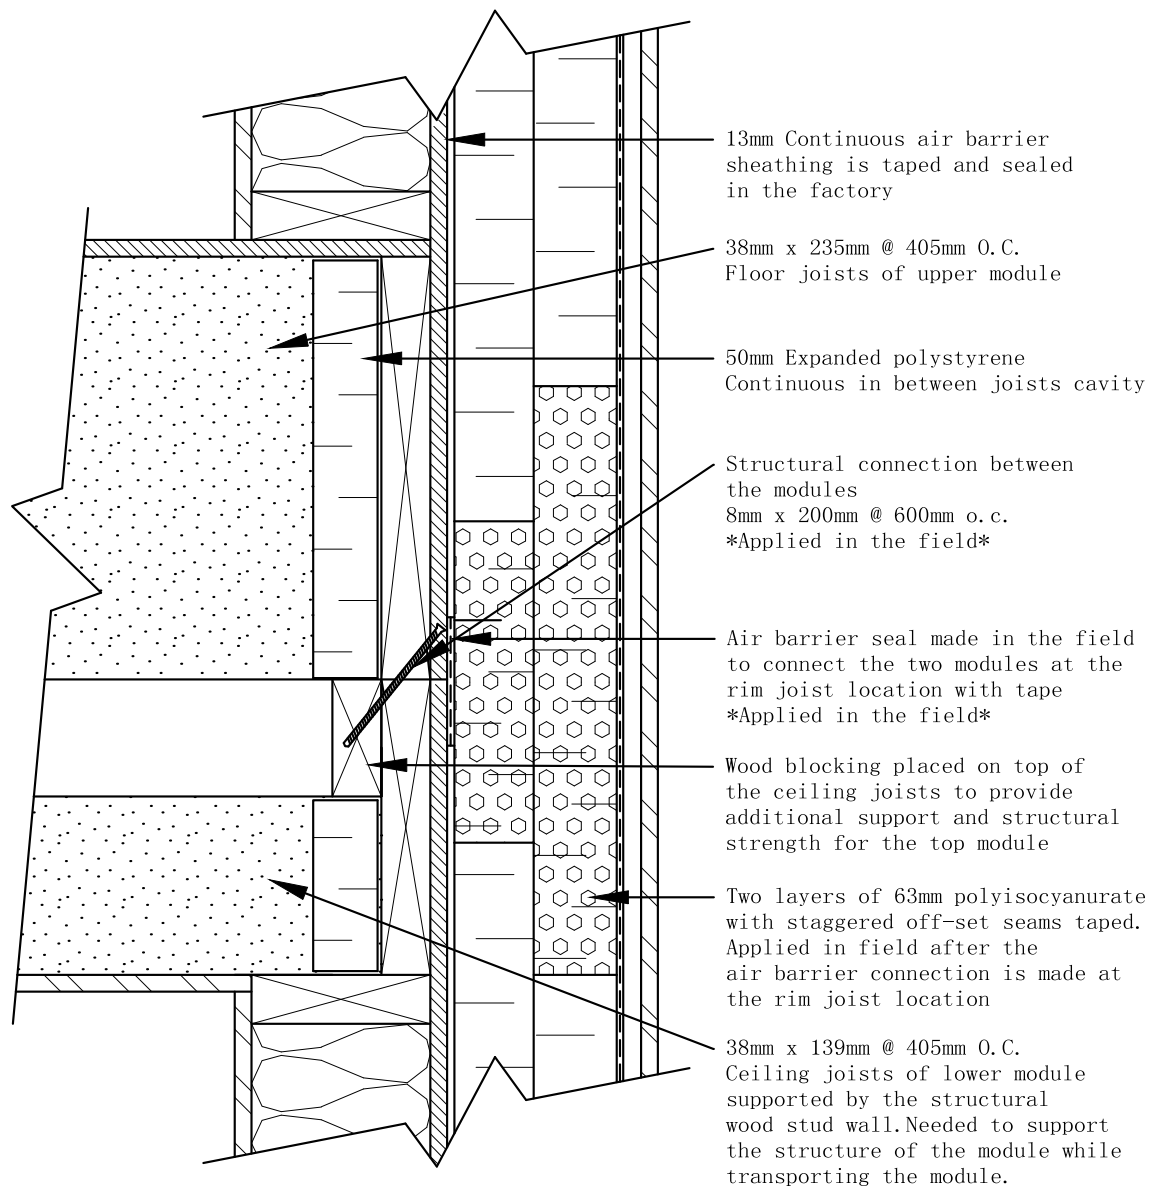 13mm Continuous air barrier
sheathing is taped and sealed
in the factory
38mm x 235mm @ 405mm O.C.
Floor joists of upper module
50mm Expanded polystyrene
Continuous in between joists cavity
Structural connection between
the modules
8mm x 200mm @ 600mm o.c.
*Applied in the field*
Air barrier seal made in the field
to connect the two modules at the
rim joist location with tape
*Applied in the field*
Wood blocking placed on top of
the ceiling joists to provide
additional support and structural
strength for the top module
Two layers of 63mm polyisocyanurate
with staggered off-set seams taped.
Applied in field after the
air barrier connection is made at
the rim joist location
38mm x 139mm @ 405mm O.C.
Ceiling joists of lower module
supported by the structural
wood stud wall.Needed to support
the structure of the module while
transporting the module.